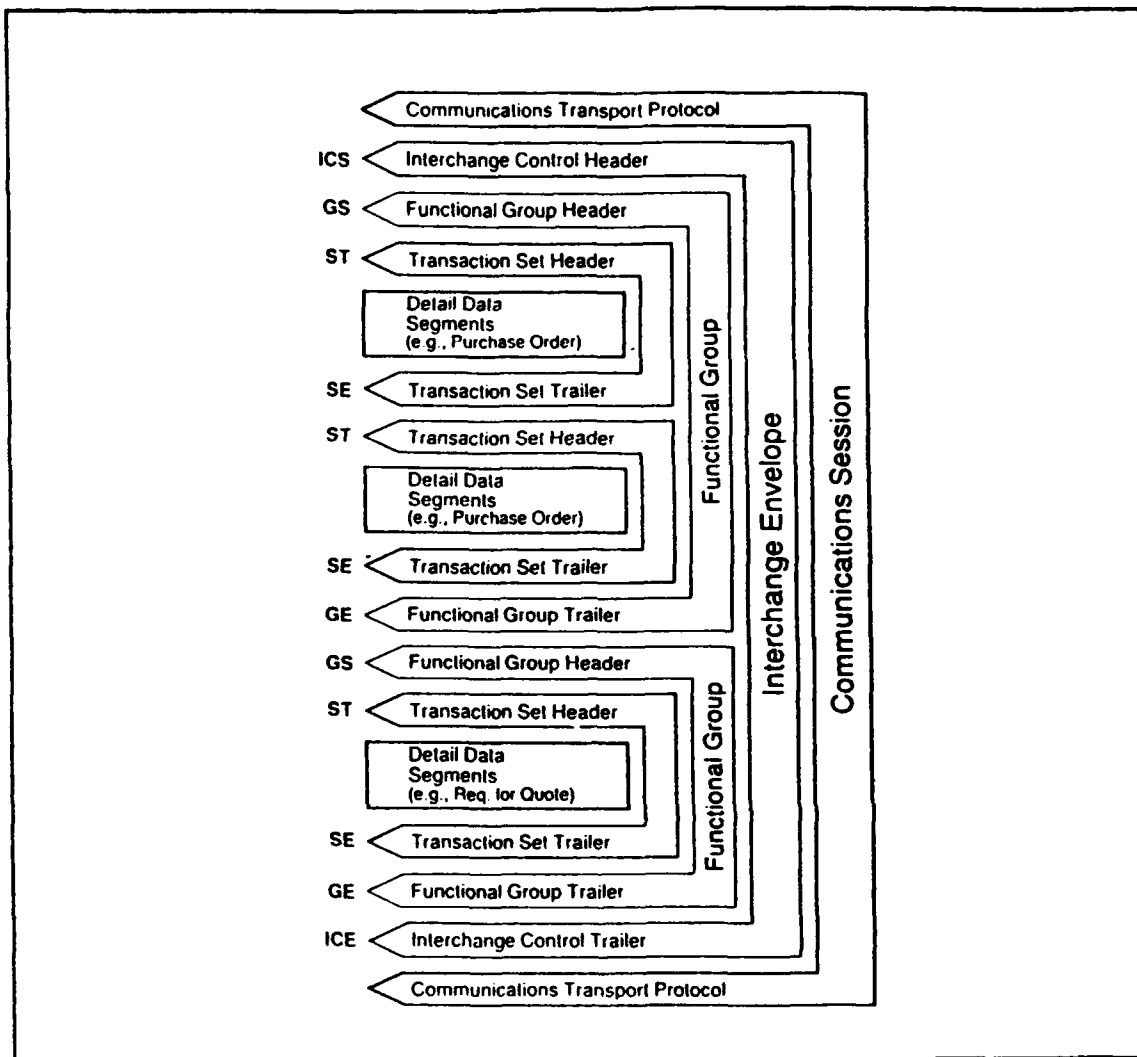 Communications Transport Protocol
ICS Interchange Control Header
GS Functional Group Header
ST Transaction Set Header
Detail Data
Segments
(e.g., Purchase Order)
SE Transaction Set Trailer
ST Transaction Set Header
Detail Data
Segments
(e.g., Purchase Order)
SE Transaction Set Trailer
GE Functional Group Trailer
Functional Group
GS Functional Group Header
ST Transaction Set Header
Detail Data
Segments
(e.g., Req. for Quote)
SE Transaction Set Trailer
GE Functional Group Trailer
Functional Group
ICE Interchange Control Trailer
Interchange Envelope
Communications Transport Protocol
Communications Session